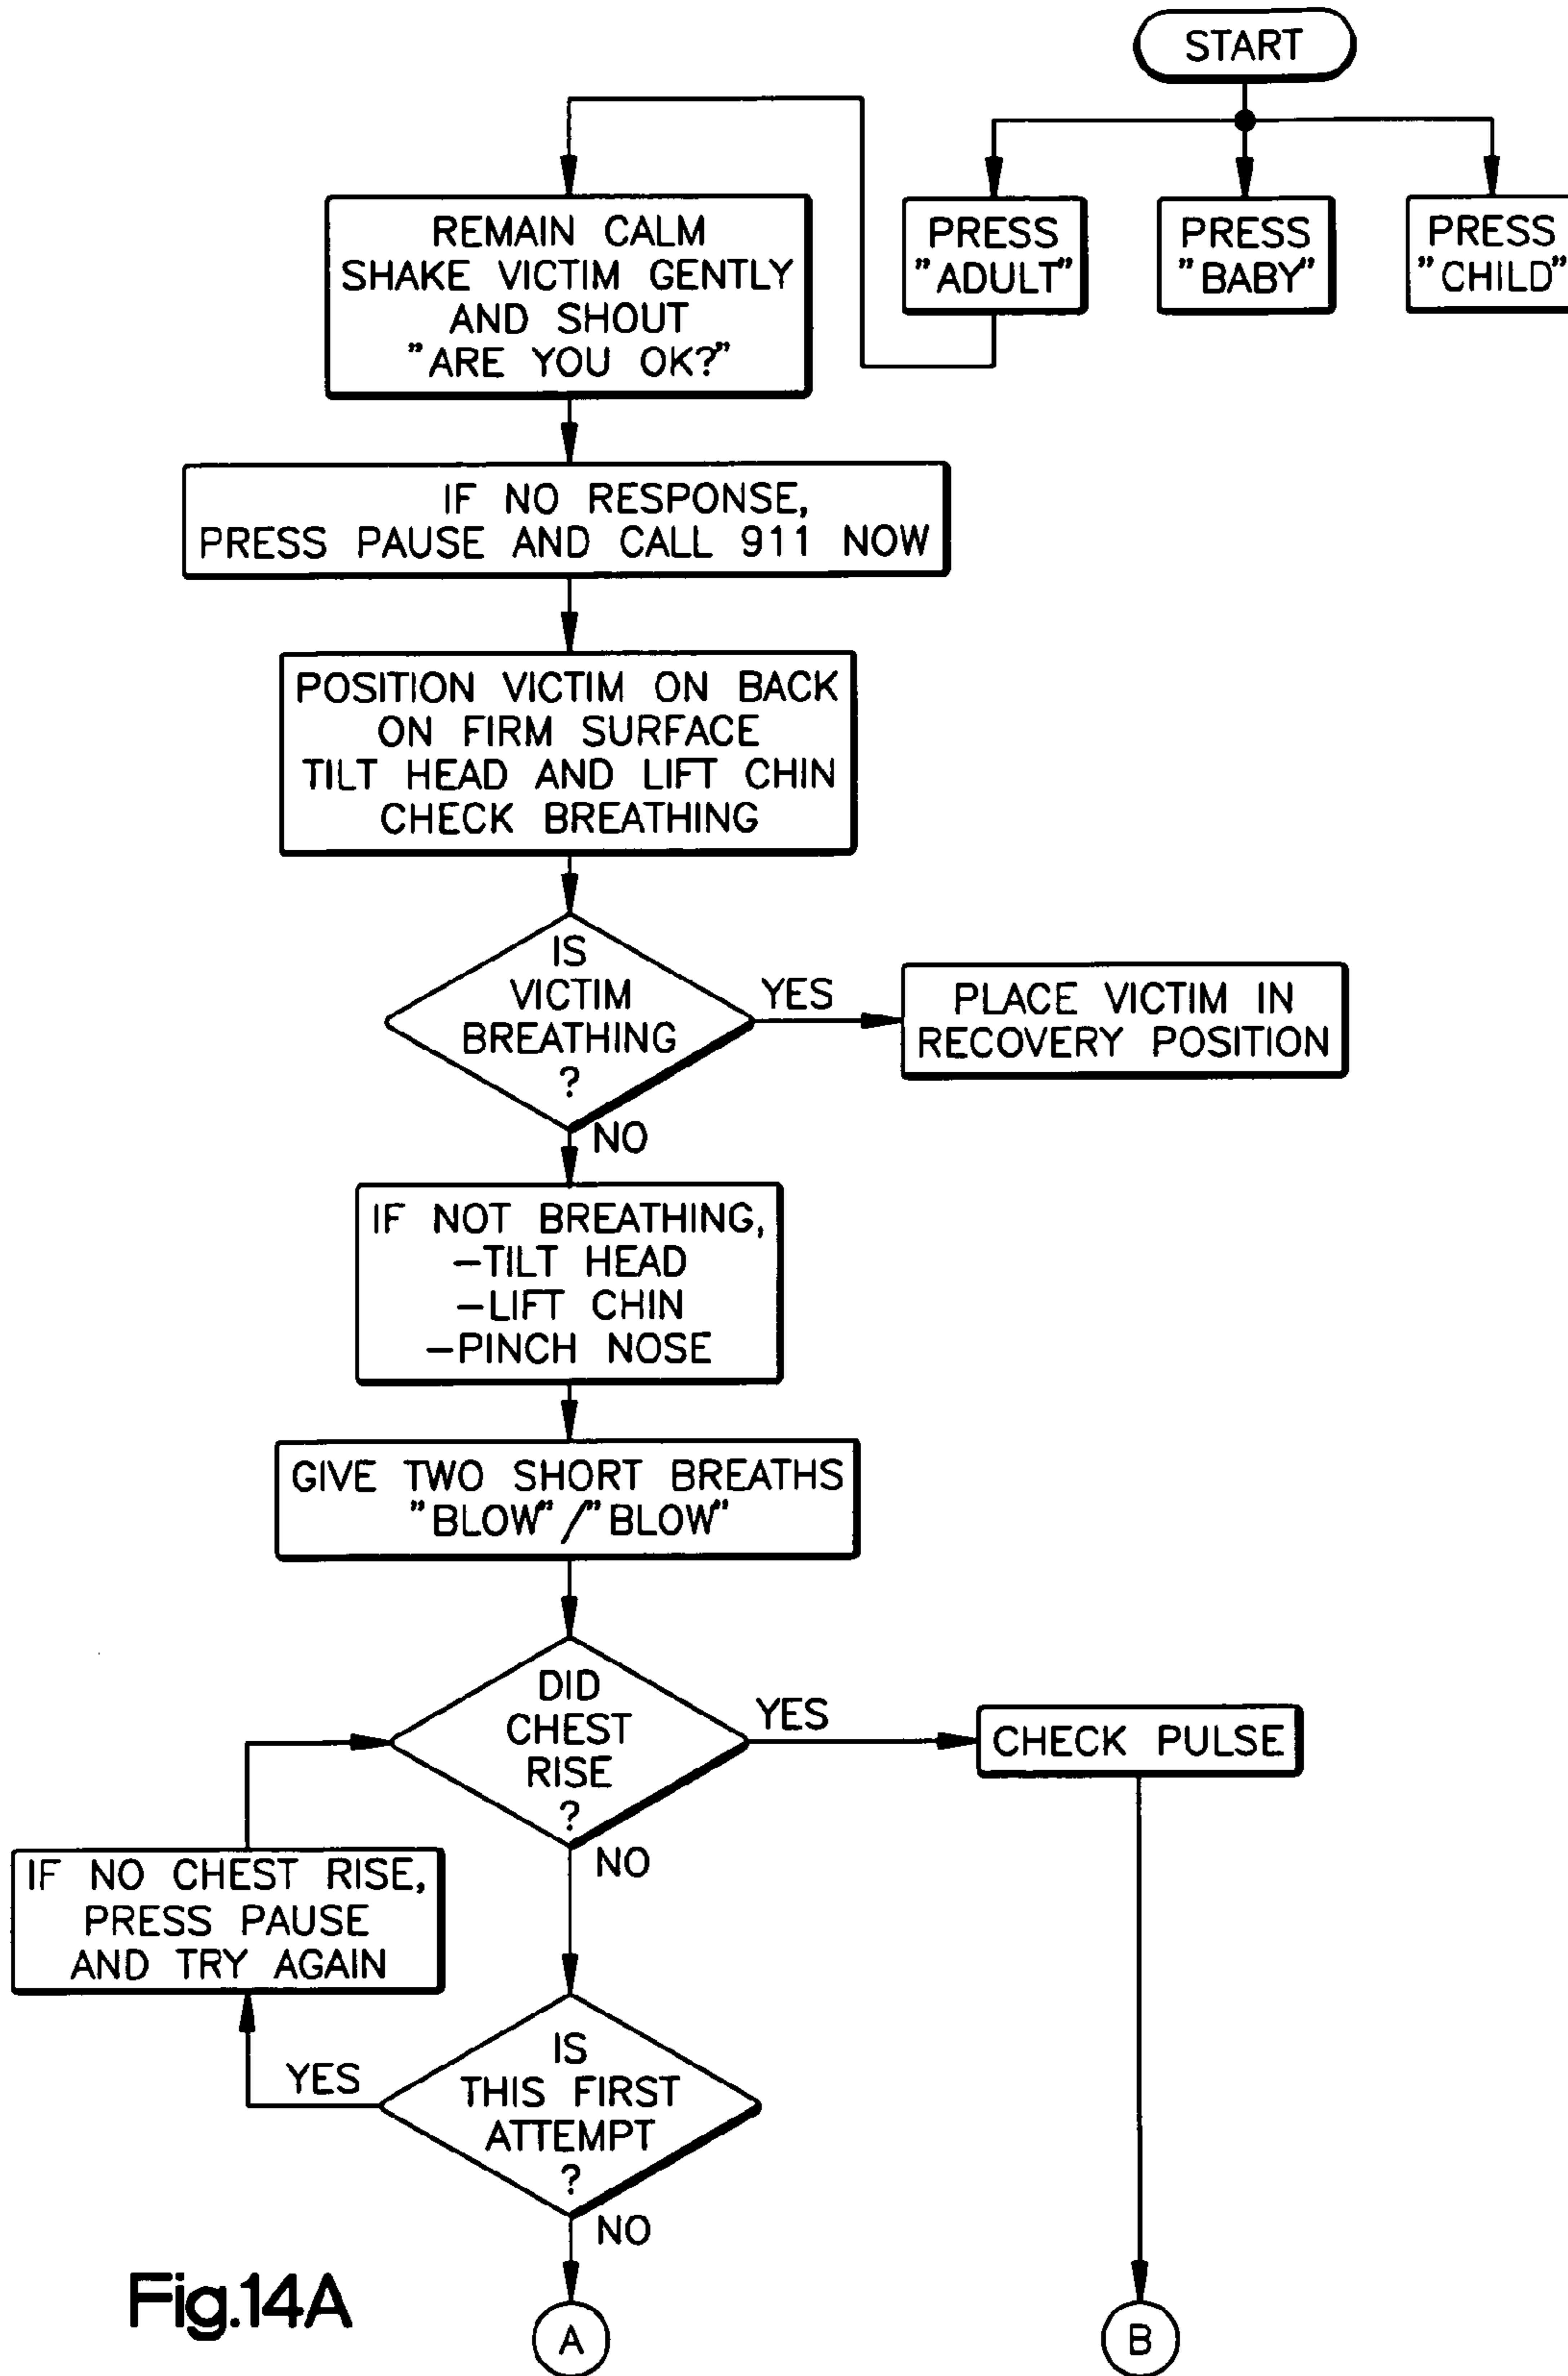 START
PRESS
"ADULT"
PRESS
"BABY"
PRESS
"CHILD"
REMAIN CALM
SHAKE VICTIM GENTLY
AND SHOUT
"ARE YOU OK?"
IF NO RESPONSE,
PRESS PAUSE AND CALL 911 NOW
POSITION VICTIM ON BACK
ON FIRM SURFACE
TILT HEAD AND LIFT CHIN
CHECK BREATHING
IS
VICTIM
BREATHING
?
YES
PLACE VICTIM IN
RECOVERY POSITION
NO
IF NOT BREATHING,
-TILT HEAD
-LIFT CHIN
-PINCH NOSE
GIVE TWO SHORT BREATHS
"BLOW"/"BLOW"
DID
CHEST
RISE
?
YES
CHECK PULSE
NO
IF NO CHEST RISE,
PRESS PAUSE
AND TRY AGAIN
IS
THIS FIRST
ATTEMPT
?
YES
NO
Fig.14A
A
B